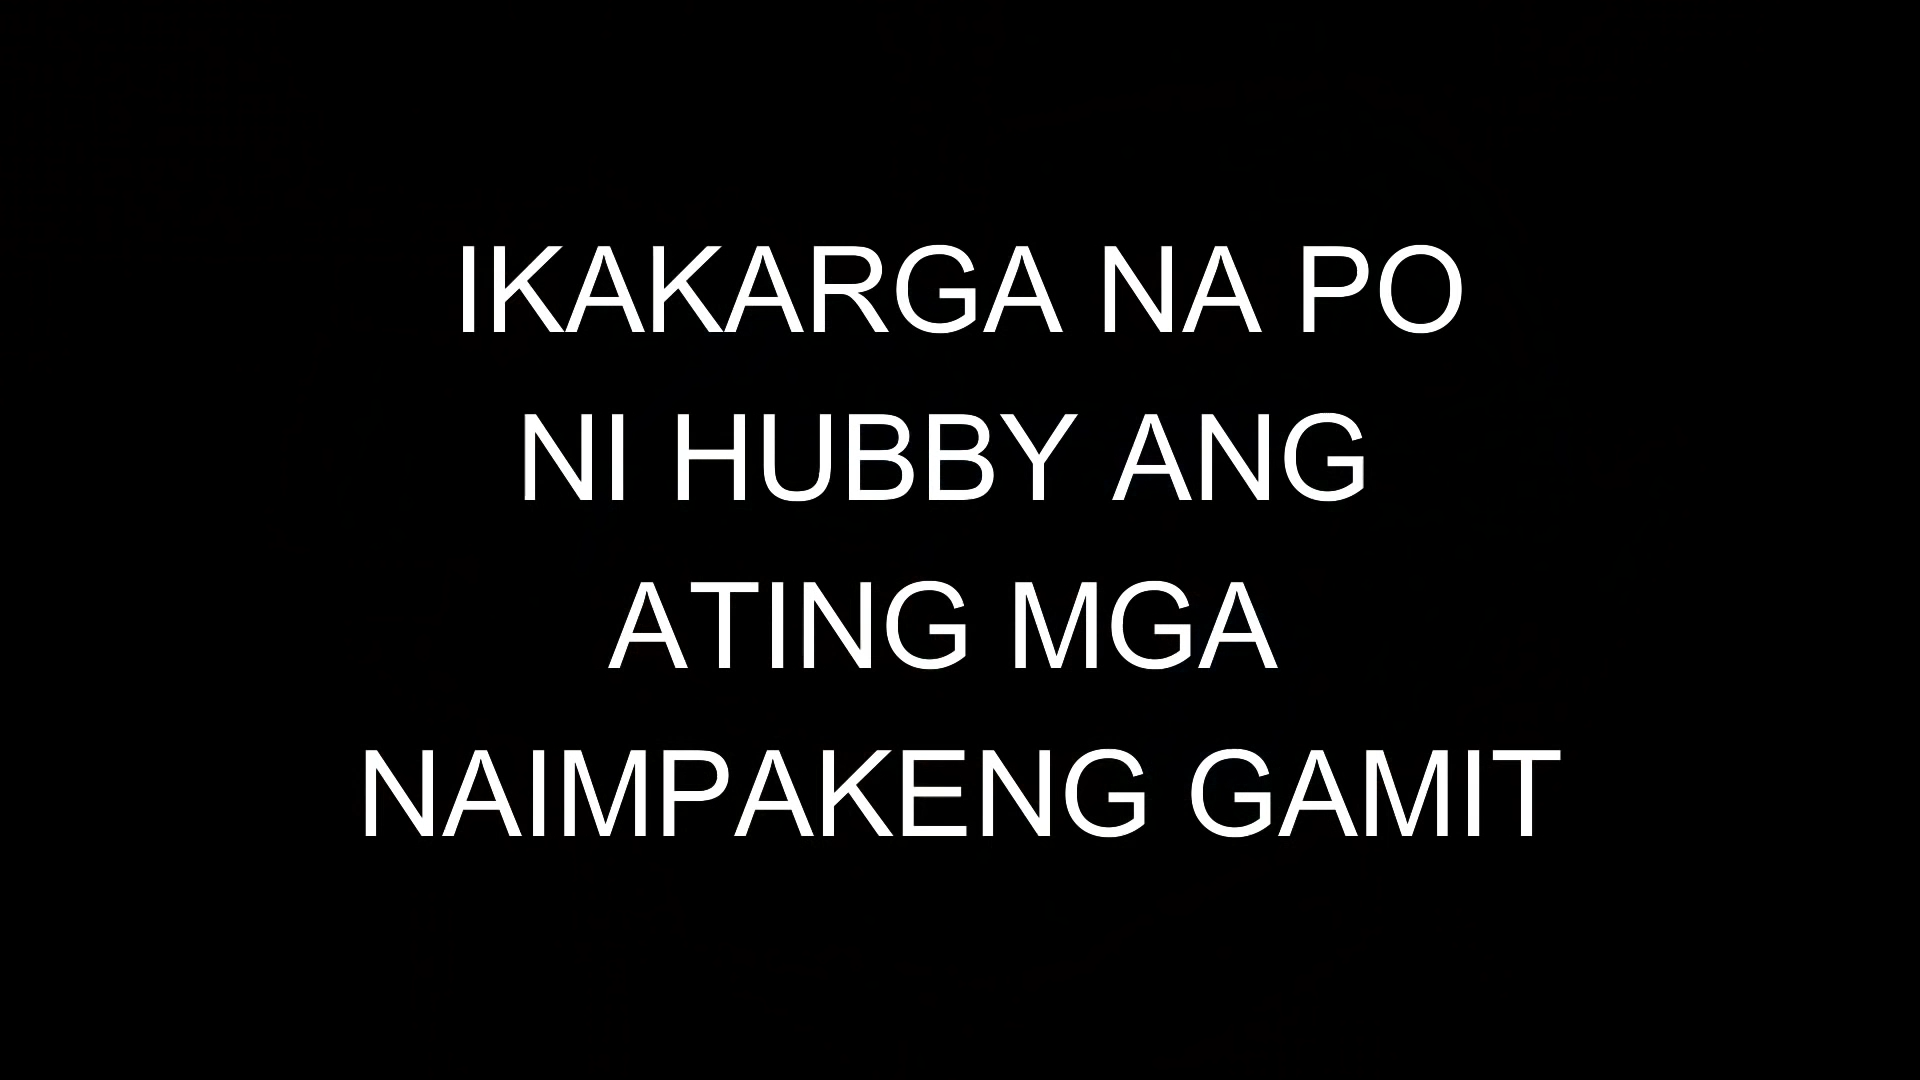 IKAKARGA NA PO
NI HUBBY ANG
ATING MGA
NAIMPAKENG GAMIT